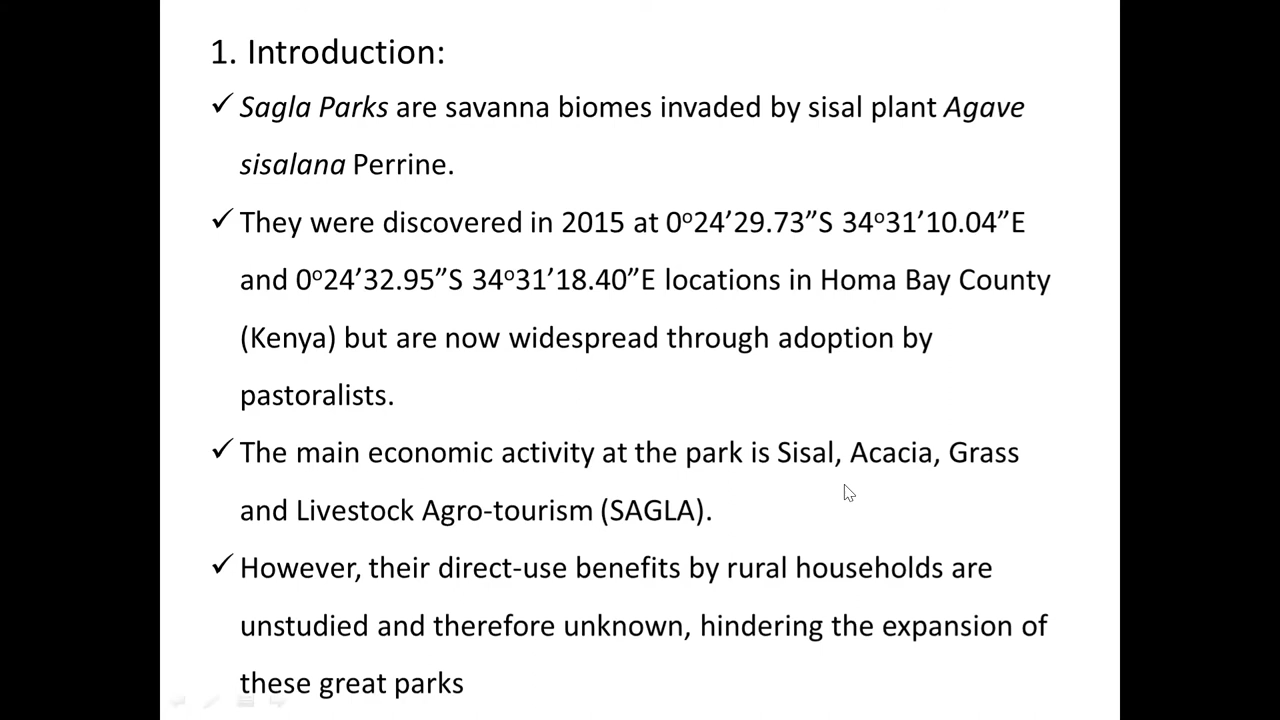 1. Introduction:
✓ Sagla Parks are savanna biomes invaded by sisal plant Agave
sisalana Perrine.
✓ They were discovered in 2015 at 0º24’29.73”S 34º31’10.04”E
and 0º24’32.95”S 34º31’18.40”E locations in Homa Bay County
(Kenya) but are now widespread through adoption by
pastoralists.
✓ The main economic activity at the park is Sisal, Acacia, Grass
and Livestock Agro-tourism (SAGLA).
✓ However, their direct-use benefits by rural households are
unstudied and therefore unknown, hindering the expansion of
these great parks